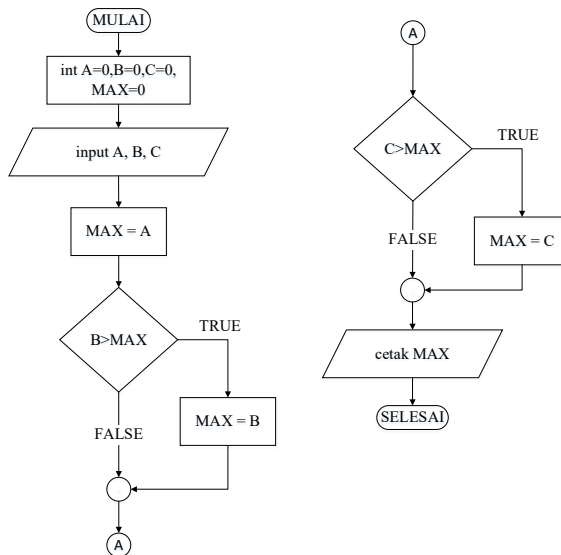 MULAI
int A=0,B=0,C=0,
MAX=0
input A, B, C
MAX = A
B>MAX
TRUE
MAX = B
FALSE
A
A
C>MAX
TRUE
MAX = C
FALSE
cetak MAX
SELESAI